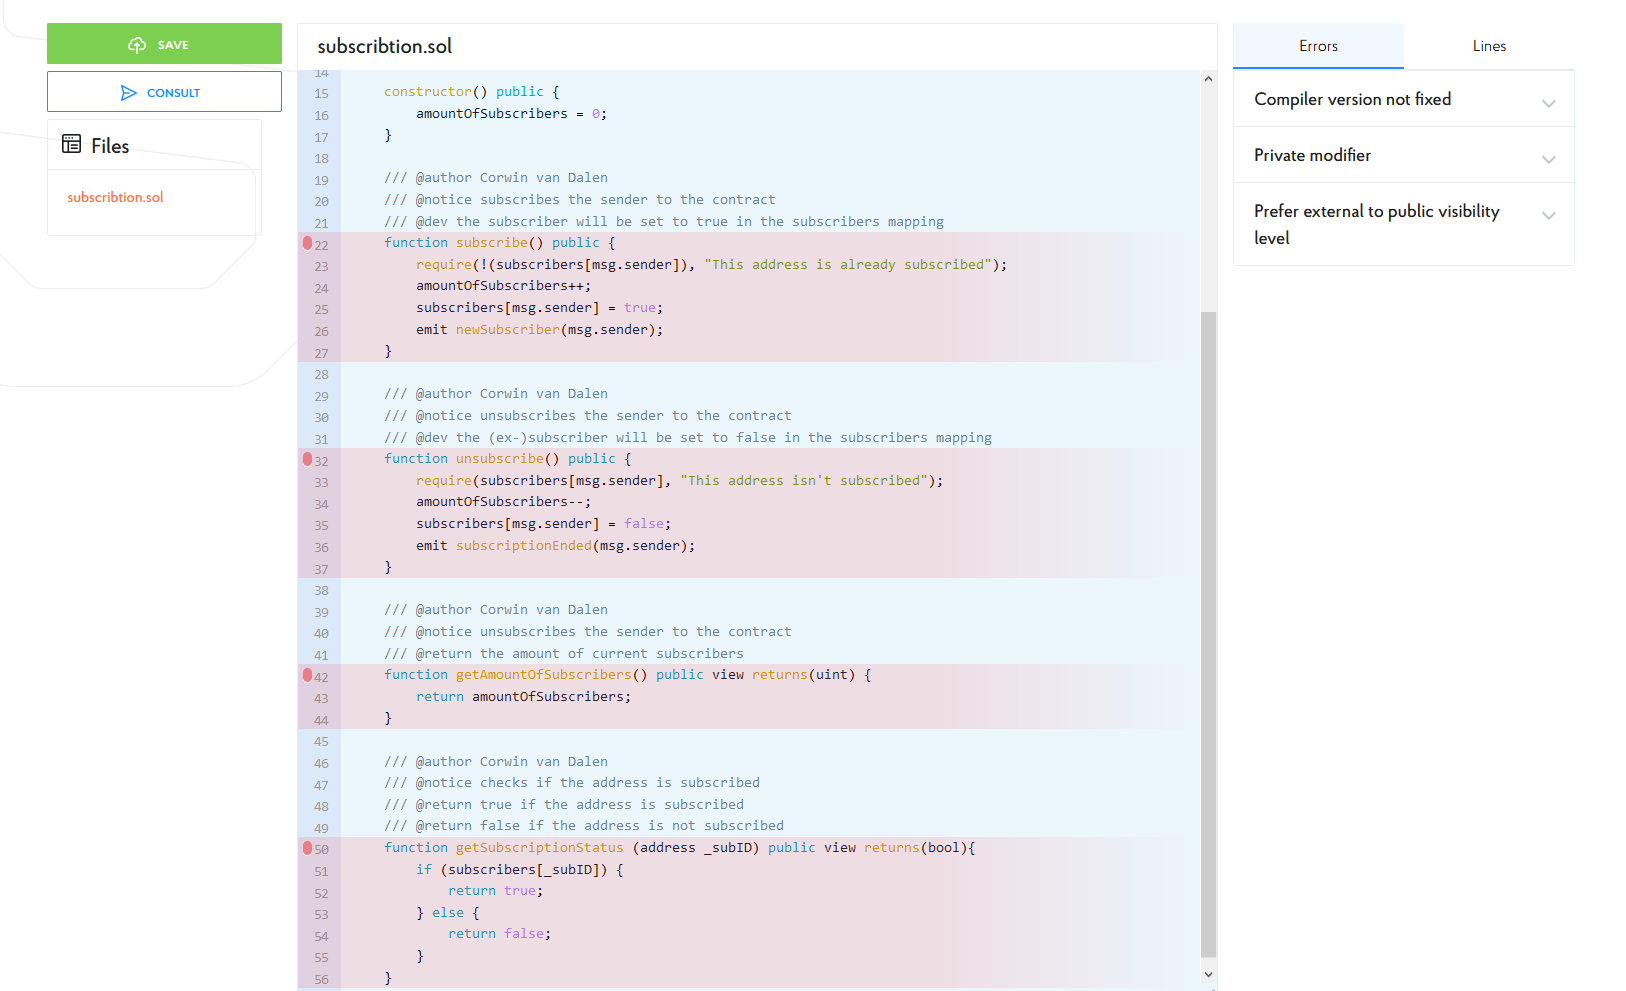 SAVE
CONSULT
Files
subscribtion.sol
subscribtion.sol
14
15 constructor() public {
16 amountOfSubscribers = 0;
17 }
18
19 /// @author Corwin van Dalen
20 /// @notice subscribes the sender to the contract
21 /// @dev the subscriber will be set to true in the subscribers mapping
22 function subscribe() public {
23 require(!(subscribers[msg.sender]), "This address is already subscribed");
24 amountOfSubscribers++;
25 subscribers[msg.sender] = true;
26 emit newSubscriber(msg.sender);
27 }
28
29 /// @author Corwin van Dalen
30 /// @notice unsubscribes the sender to the contract
31 /// @dev the (ex-)subscriber will be set to false in the subscribers mapping
32 function unsubscribe() public {
33 require(subscribers[msg.sender], "This address isn't subscribed");
34 amountOfSubscribers--;
35 subscribers[msg.sender] = false;
36 emit subscriptionEnded(msg.sender);
37 }
38
39 /// @author Corwin van Dalen
40 /// @notice unsubscribes the sender to the contract
41 /// @return the amount of current subscribers
42 function getAmountOfSubscribers() public view returns(uint) {
43 return amountOfSubscribers;
44 }
45
46 /// @author Corwin van Dalen
47 /// @notice checks if the address is subscribed
48 /// @return true if the address is subscribed
49 /// @return false if the address is not subscribed
50 function getSubscriptionStatus (address _subID) public view returns(bool){
51 if (subscribers[_subID]) {
52 return true;
53 } else {
54 return false;
55 }
56 }
Errors
Lines
Compiler version not fixed
Private modifier
Prefer external to public visibility
level